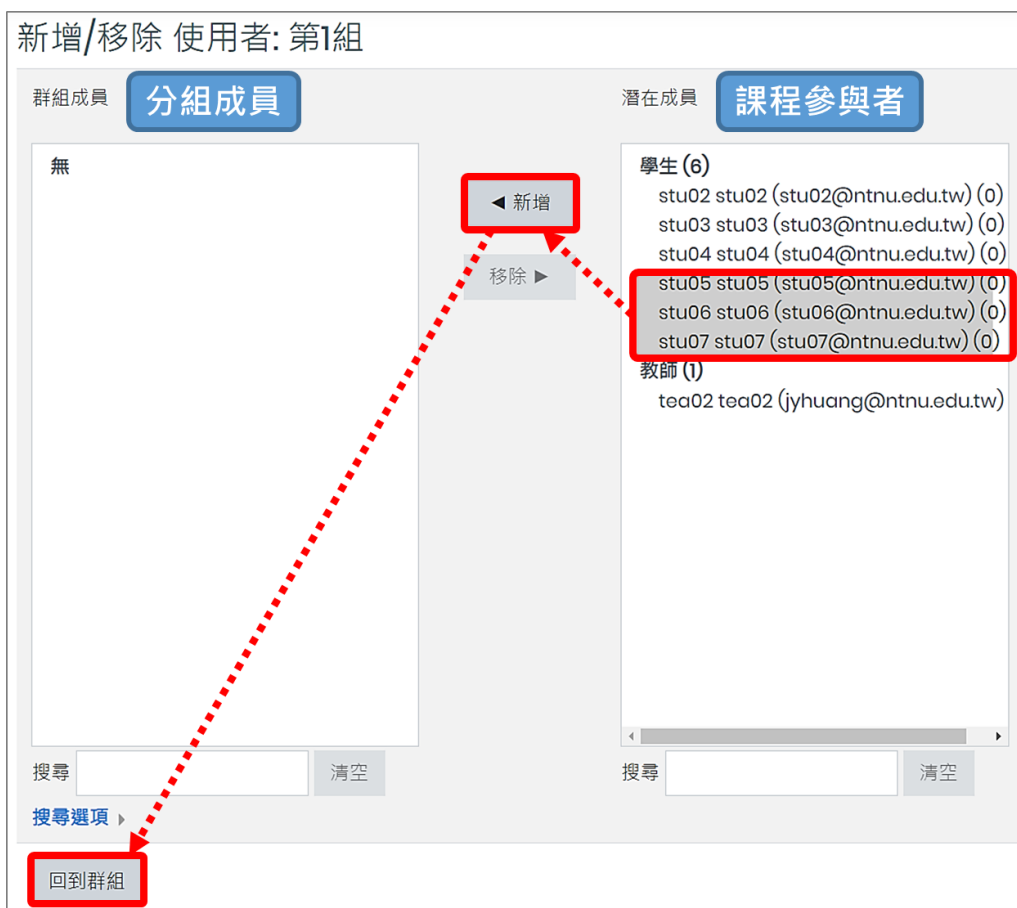 新增/移除 使用者: 第1組
群組成員 分組成員
無
◀ 新增
移除 ▶
潛在成員 課程參與者
學生 (6)
stu02 stu02 (stu02@ntnu.edu.tw) (0)
stu03 stu03 (stu03@ntnu.edu.tw) (0)
stu04 stu04 (stu04@ntnu.edu.tw) (0)
stu05 stu05 (stu05@ntnu.edu.tw) (0)
stu06 stu06 (stu06@ntnu.edu.tw) (0)
stu07 stu07 (stu07@ntnu.edu.tw) (0)
教師 (1)
tea02 tea02 (jyhuang@ntnu.edu.tw)
搜尋 清空
搜尋選項
搜尋 清空
回到群組